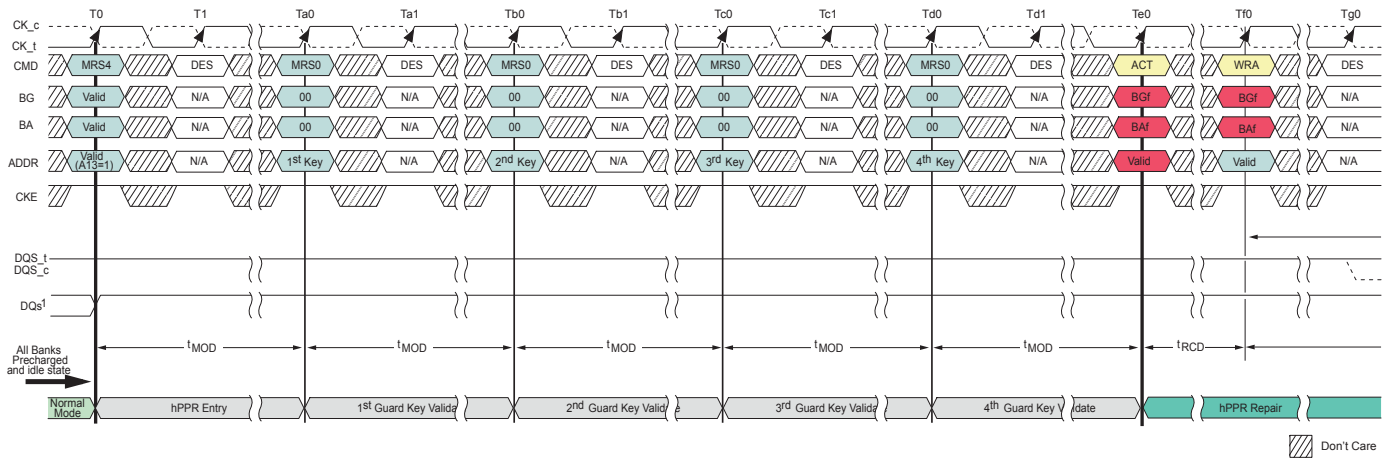 T0 T1 Ta0 Ta1 Tb0 Tb1 Tc0 Tc1 Td0 Td1 Te0 Tf0 Tg0
CK_c
CK_t
CMD MRS4 DES MRS0 DES MRS0 DES MRS0 DES MRS0 DES ACT WRA DES
BG Valid N/A 00 N/A 00 N/A 00 N/A 00 N/A BGf BGf N/A
BA Valid N/A 00 N/A 00 N/A 00 N/A 00 N/A BAf BAf N/A
ADDR Valid (A13=1) N/A 1st Key N/A 2nd Key N/A 3rd Key N/A 4th Key N/A Valid Valid N/A
CKE
DQS_t
DQS_c
DQs1
tMOD tMOD tMOD tMOD tMOD tRCD
All Banks
Precharged
and idle state
Normal Mode hPPR Entry 1st Guard Key Valida 2nd Guard Key Valid e 3rd Guard Key Valida 4th Guard Key V idate hPPR Repair
Don't Care